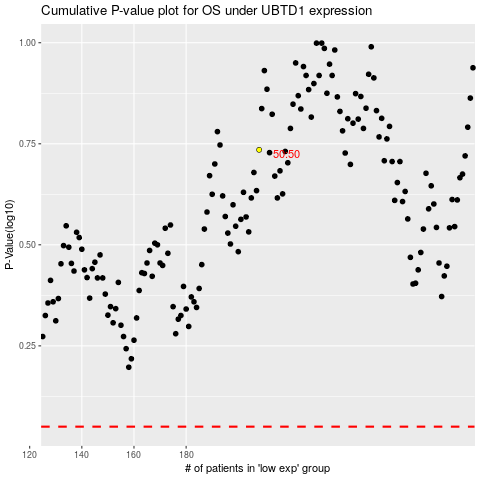 Cumulative P-value plot for OS under UBTD1 expression
P-Value(log10)
1.00
0.75
0.50
0.25
50:50
120 140 160 180
# of patients in 'low exp' group